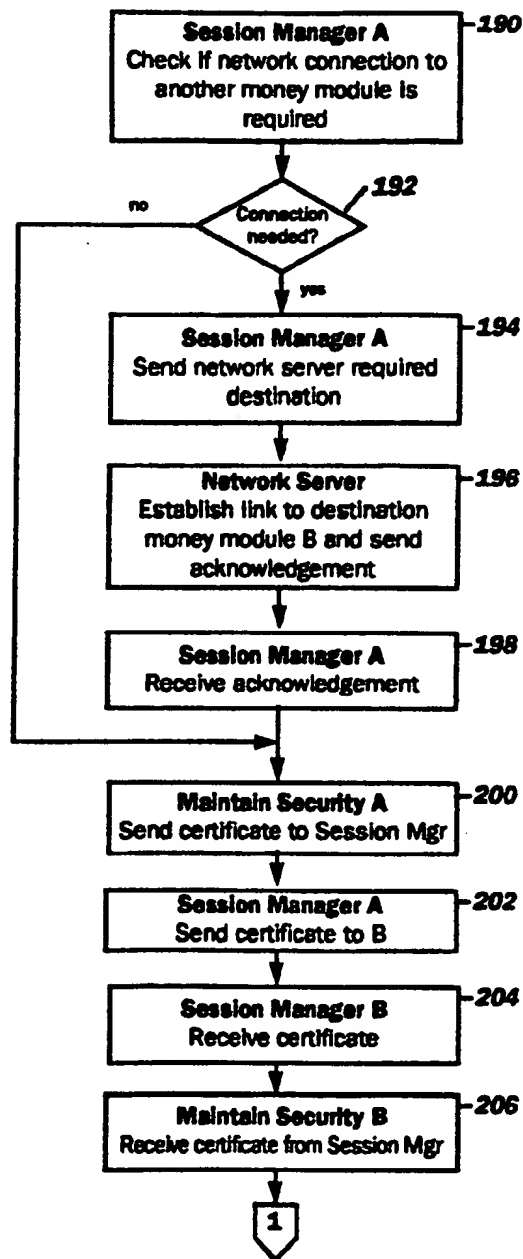 Session Manager A
190
Check if network connection to
another money module is
required
192
Connection
needed?
no
yes
Session Manager A
194
Send network server required
destination
Network Server
196
Establish link to destination
money module B and send
acknowledgement
Session Manager A
198
Receive acknowledgement
Maintain Security A
200
Send certificate to Session Mgr
Session Manager A
202
Send certificate to B
Session Manager B
204
Receive certificate
Maintain Security B
206
Receive certificate from Session Mgr
1